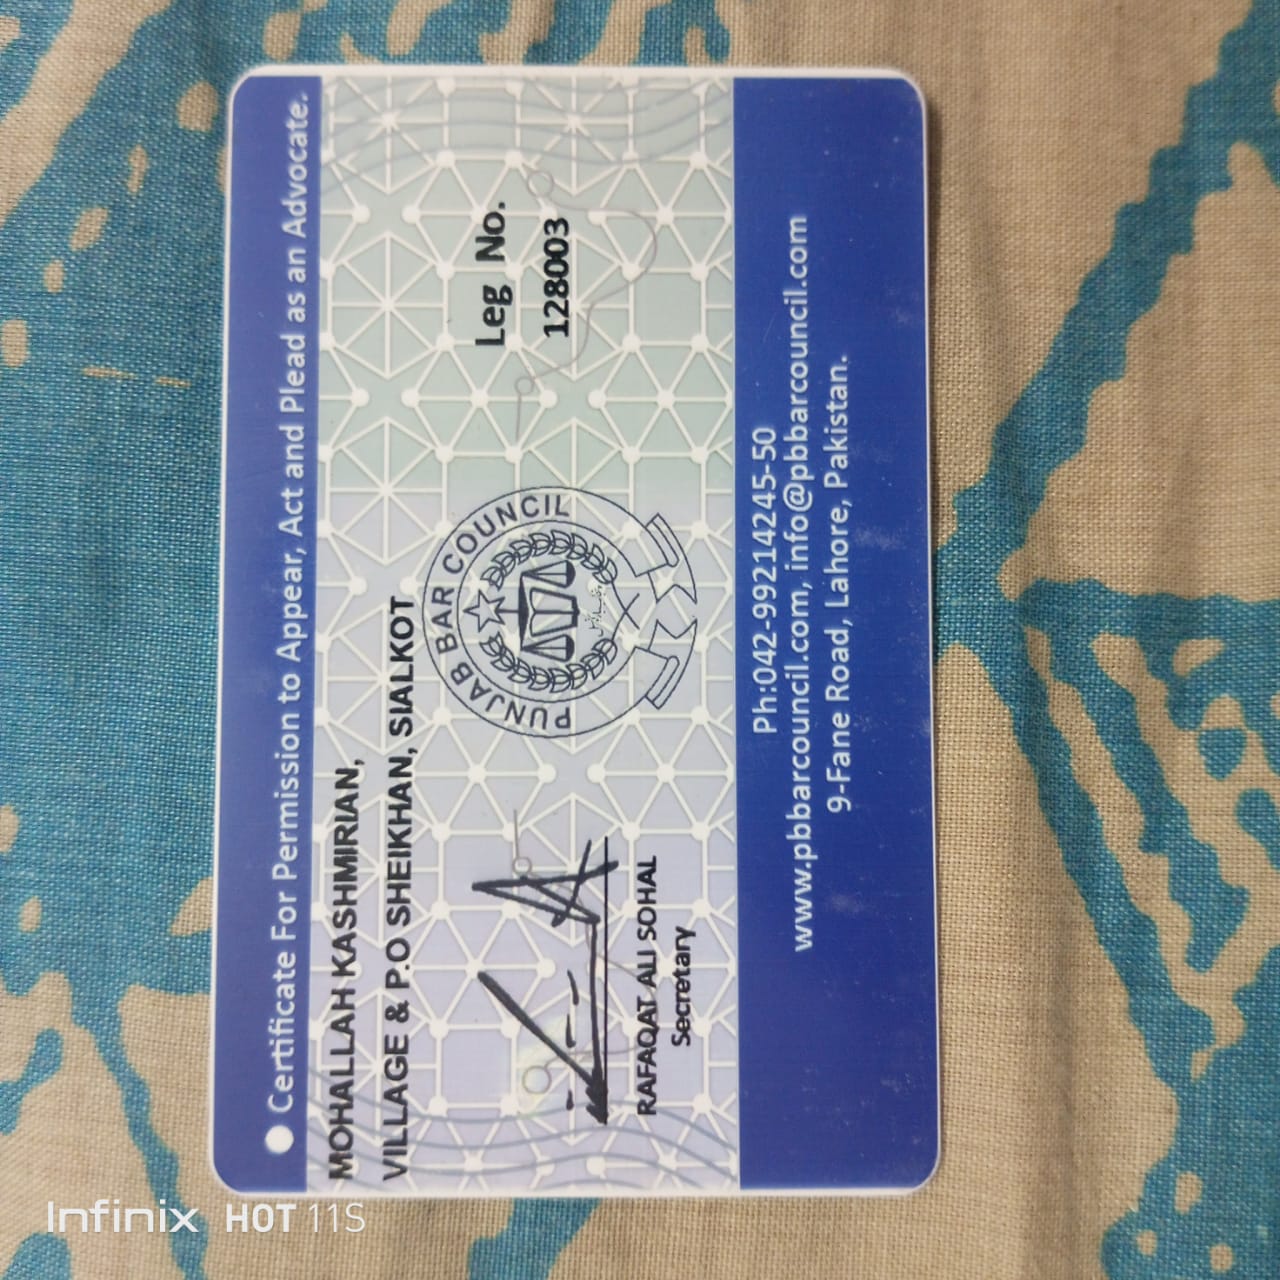 ● Certificate For Permission to Appear, Act and Plead as an Advocate.
MOHALLAH KASHMIRIAN,
VILLAGE & P.O SHEIKHAN, SIALKOT
Leg No.
128003
PUNJAB BAR COUNCIL
RAFAQAT ALI SOHAL
Secretary
Ph:042-99214245-50
www.pbbarcouncil.com, info@pbbarcouncil.com
9-Fane Road, Lahore, Pakistan.
Infinix HOT 11S